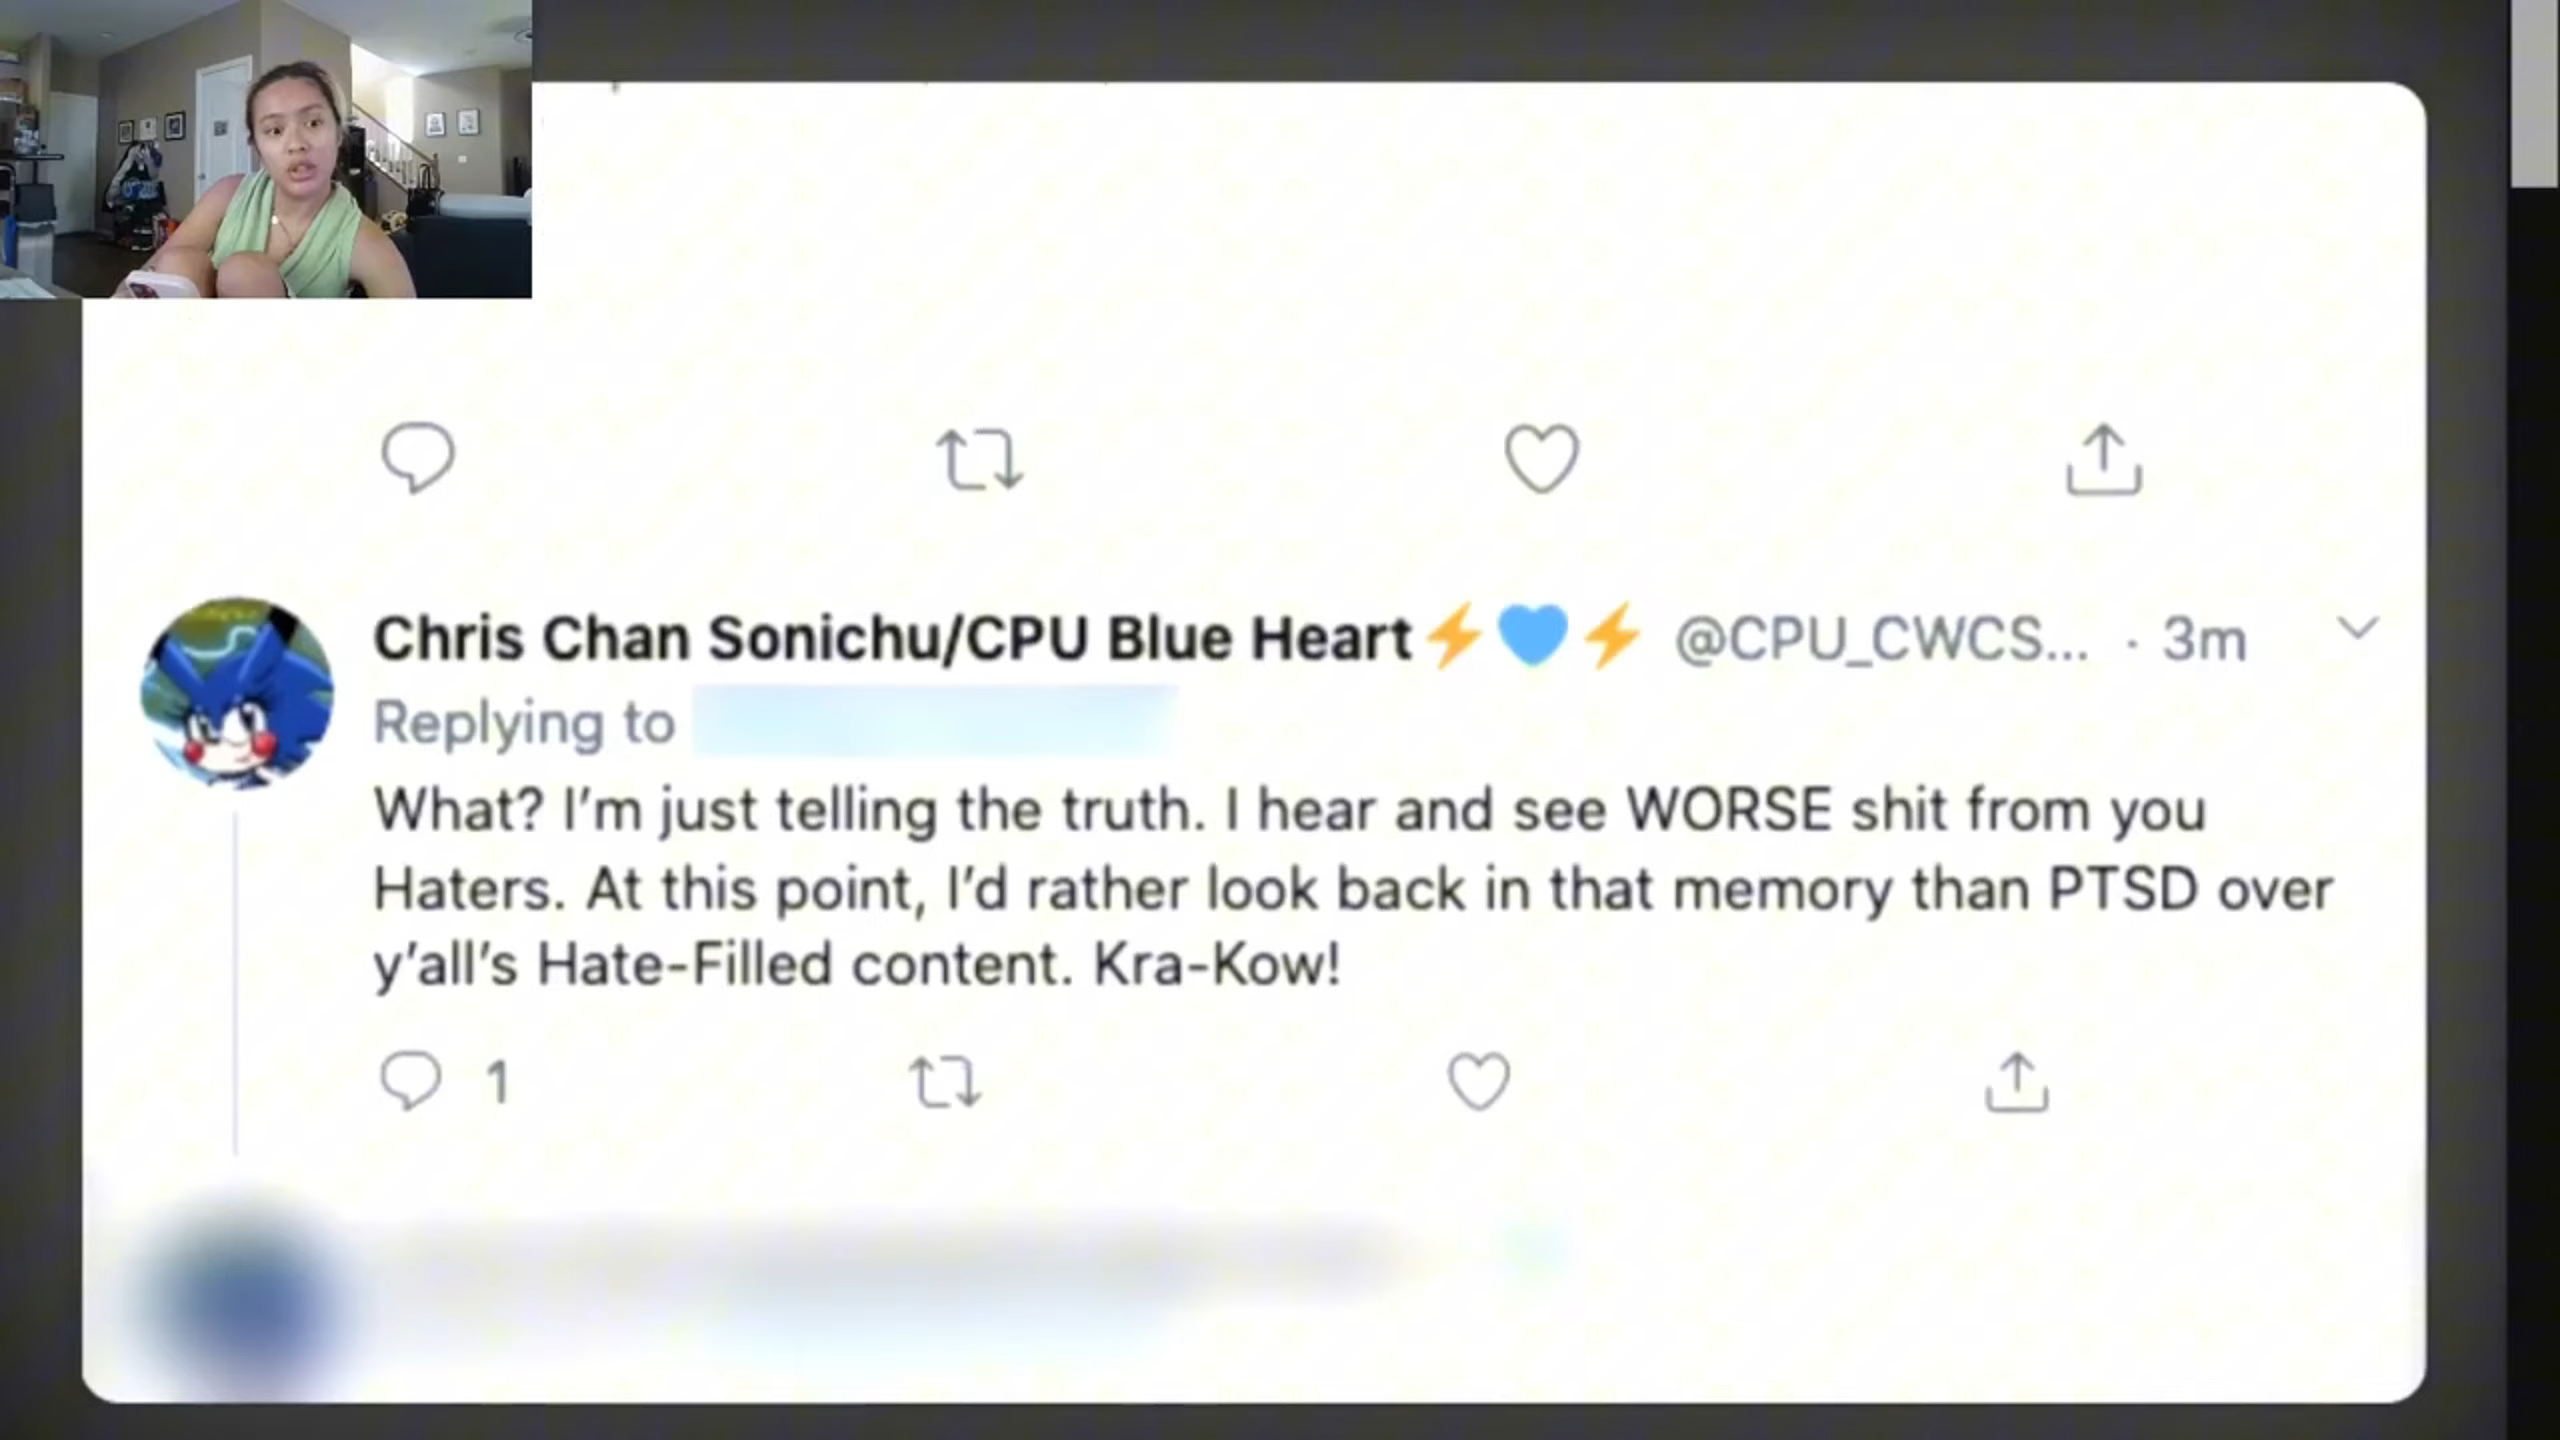 Chris Chan Sonichu/CPU Blue Heart⚡💙⚡ @CPU_CWCS... · 3m
Replying to
What? I'm just telling the truth. I hear and see WORSE shit from you
Haters. At this point, I'd rather look back in that memory than PTSD over
y'all's Hate-Filled content. Kra-Kow!
1